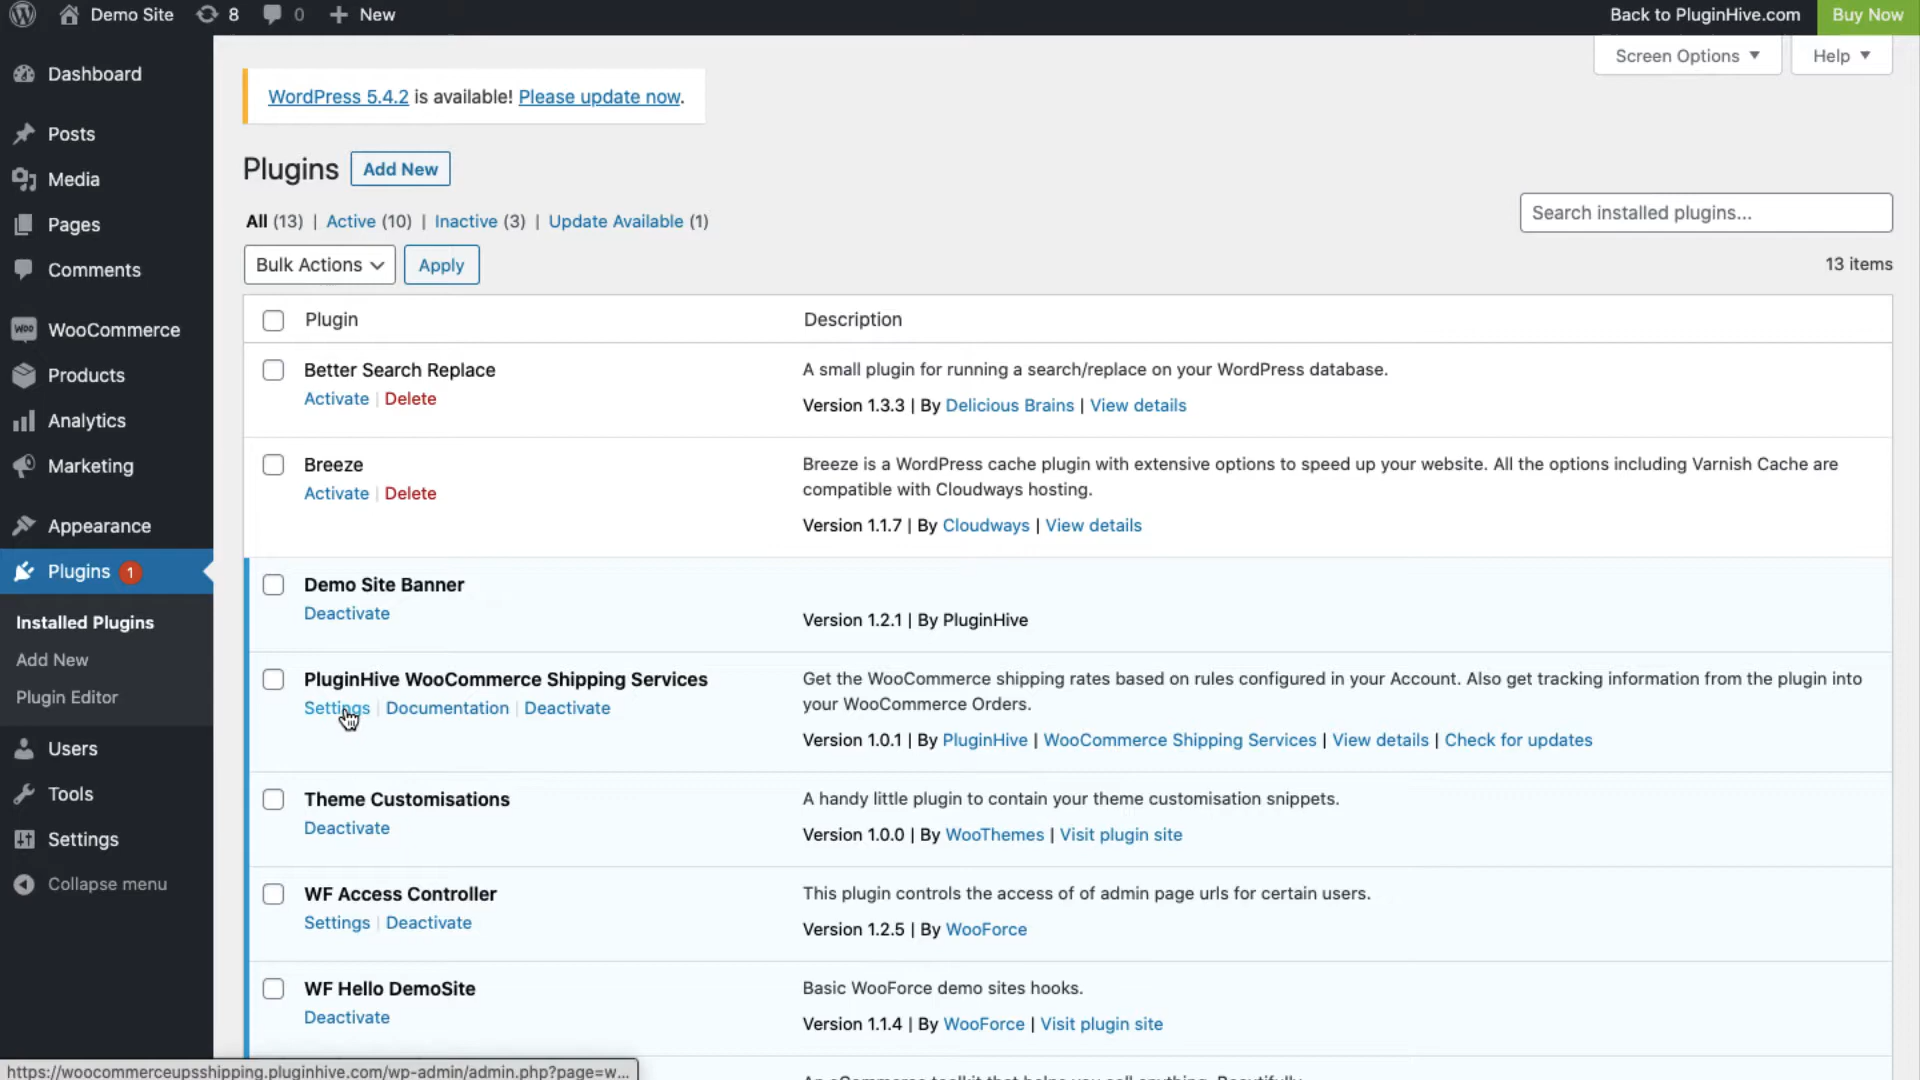 Demo Site 8 0 New Back to PluginHive.com Buy Now
Screen Options Help
WordPress 5.4.2 is available! Please update now.
Plugins Add New
All (13) | Active (10) | Inactive (3) | Update Available (1)
Search installed plugins...
Bulk Actions Apply
13 items
Dashboard
Posts
Media
Pages
Comments
Woo WooCommerce
Products
Analytics
Marketing
Appearance
Plugins 1
Installed Plugins
Add New
Plugin Editor
Users
Tools
Settings
Collapse menu
Plugin Description
Better Search Replace
Activate | Delete
A small plugin for running a search/replace on your WordPress database.
Version 1.3.3 | By Delicious Brains | View details
Breeze
Activate | Delete
Breeze is a WordPress cache plugin with extensive options to speed up your website. All the options including Varnish Cache are
compatible with Cloudways hosting.
Version 1.1.7 | By Cloudways | View details
Demo Site Banner
Deactivate
Version 1.2.1 | By PluginHive
PluginHive WooCommerce Shipping Services
Settings | Documentation | Deactivate
Get the WooCommerce shipping rates based on rules configured in your Account. Also get tracking information from the plugin into
your WooCommerce Orders.
Version 1.0.1 | By PluginHive | WooCommerce Shipping Services | View details | Check for updates
Theme Customisations
Deactivate
A handy little plugin to contain your theme customisation snippets.
Version 1.0.0 | By WooThemes | Visit plugin site
WF Access Controller
Settings | Deactivate
This plugin controls the access of of admin page urls for certain users.
Version 1.2.5 | By WooForce
WF Hello DemoSite
Deactivate
Basic WooForce demo sites hooks.
Version 1.1.4 | By WooForce | Visit plugin site
https://woocommerceupsshipping.pluginhive.com/wp-admin/admin.php?page=w...